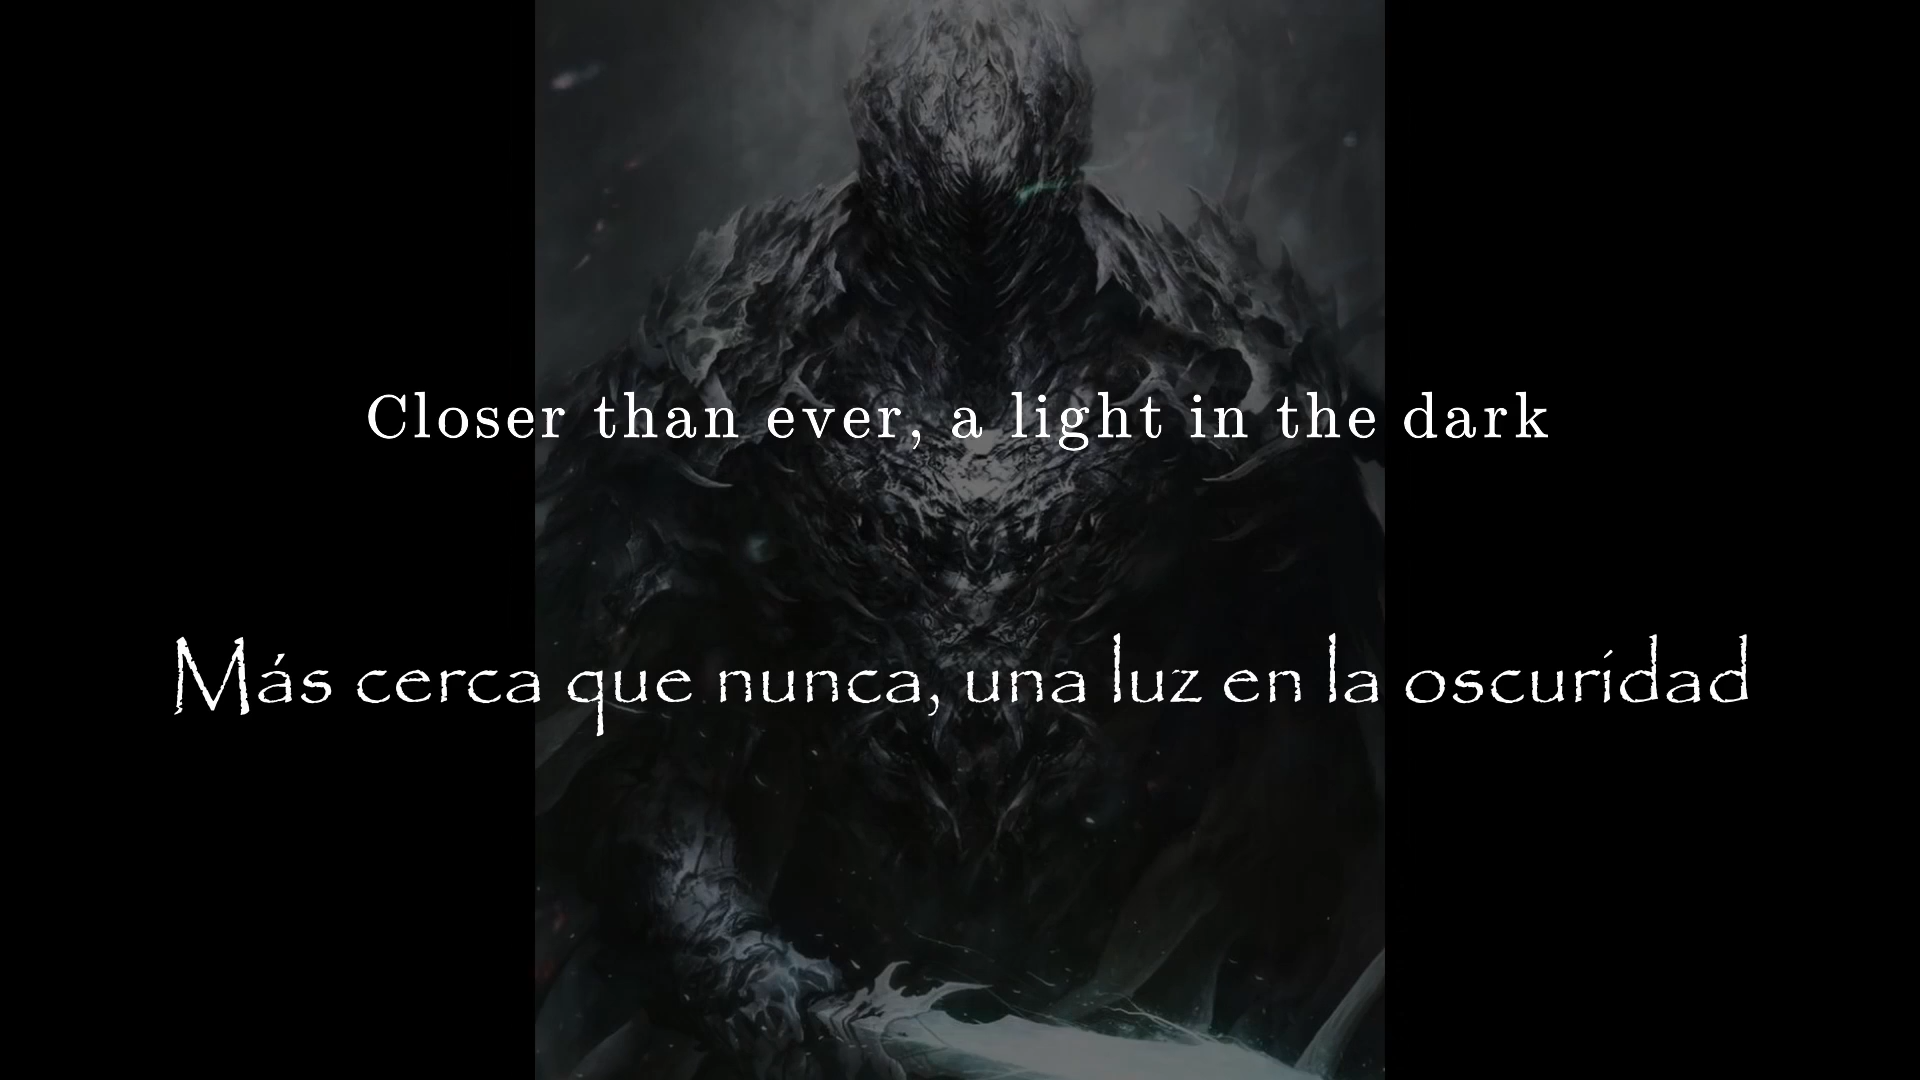 Closer than ever, a light in the dark
Más cerca que nunca, una luz en la oscuridad